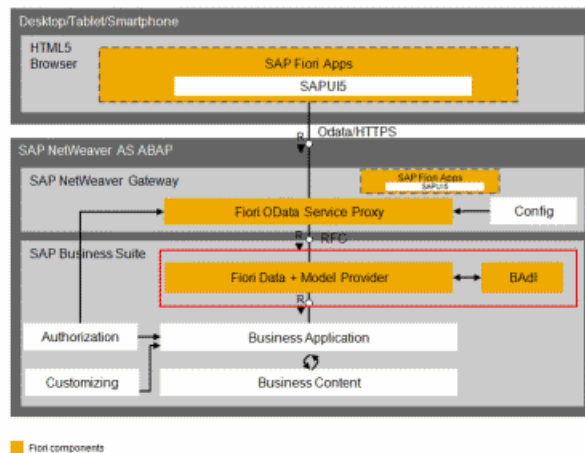 Desktop/Tablet/Smartphone
HTML5
Browser
SAP Fiori Apps
SAPUI5
R
Odata/HTTPS
SAP NetWeaver AS ABAP
SAP NetWeaver Gateway
SAP Fiori Apps
SAPUI5
Fiori OData Service Proxy
Config
R
RFC
SAP Business Suite
Fiori Data + Model Provider
BAdI
R
Authorization
Business Application
Customizing
Business Content
Fiori components